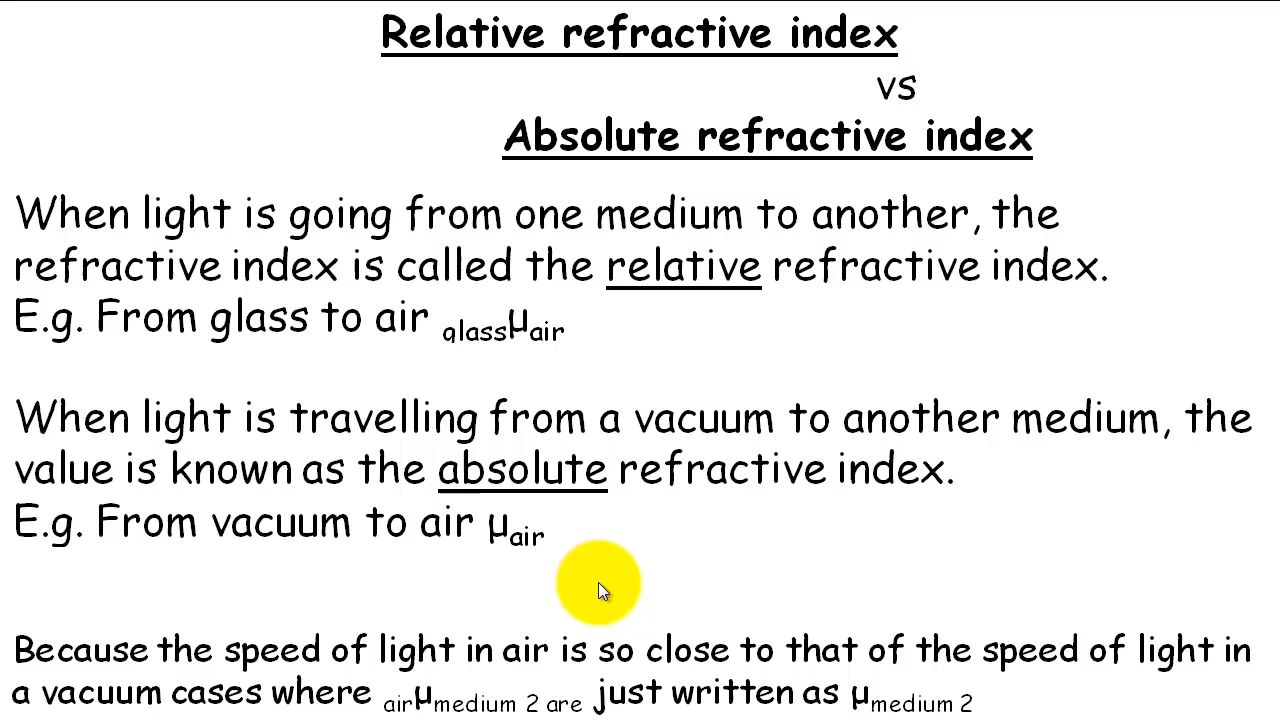 Relative refractive index
vs
Absolute refractive index
When light is going from one medium to another, the
refractive index is called the relative refractive index.
E.g. From glass to air glassμair
When light is travelling from a vacuum to another medium, the
value is known as the absolute refractive index.
E.g. From vacuum to air μair
Because the speed of light in air is so close to that of the speed of light in
a vacuum cases where airμmedium 2 are just written as μmedium 2